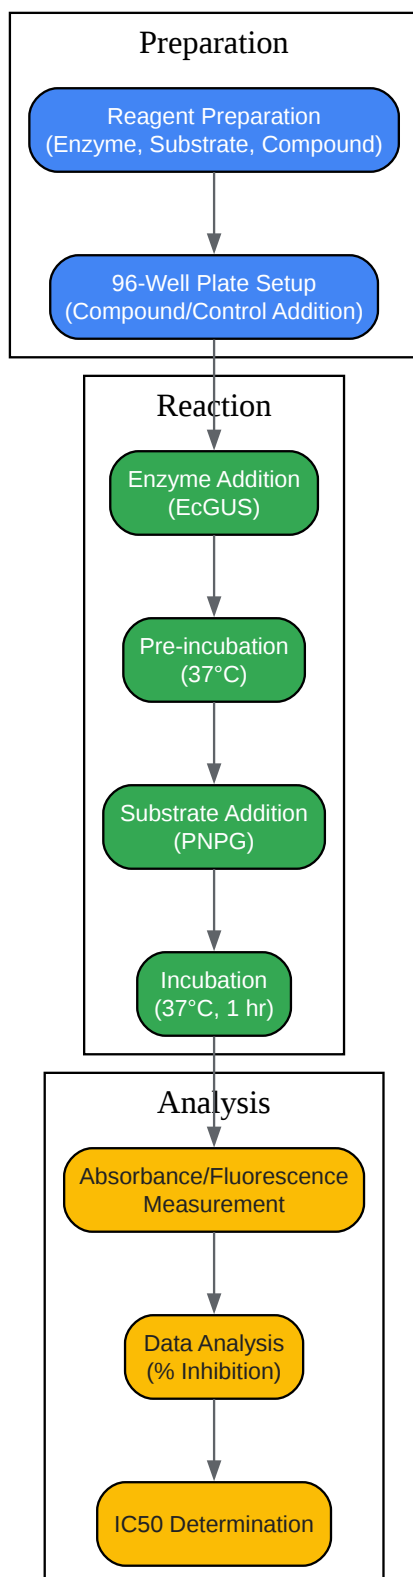 Preparation
Reagent Preparation
(Enzyme, Substrate, Compound)
96-Well Plate Setup
(Compound/Control Addition)
Reaction
Enzyme Addition
(EcGUS)
Pre-incubation
(37°C)
Substrate Addition
(PNPG)
Incubation
(37°C, 1 hr)
Analysis
Absorbance/Fluorescence
Measurement
Data Analysis
(% Inhibition)
IC50 Determination